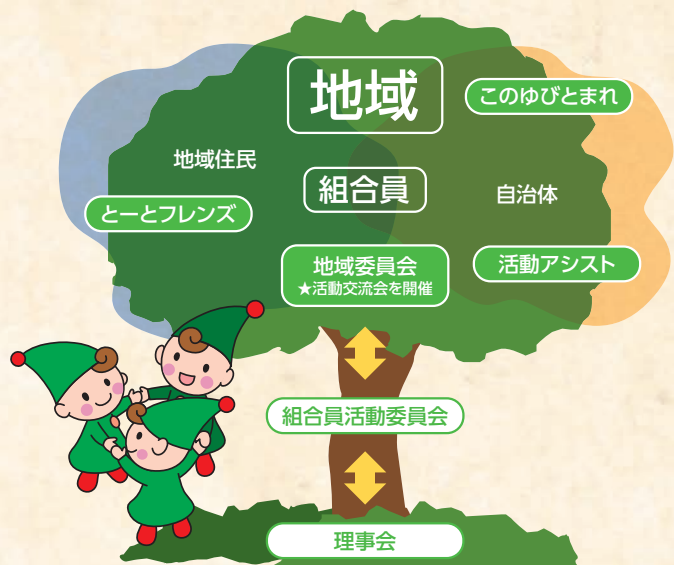 地域
このゆびとまれ
地域住民
組合員
自治体
とーとフレンズ
地域委員会
★活動交流会を開催
活動アシスト
組合員活動委員会
理事会